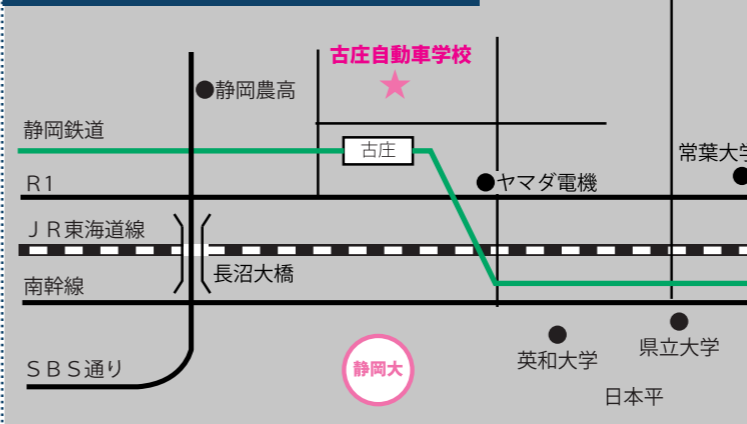 古庄自動車学校
静岡農高
静岡鉄道
古庄
常葉大学
R1
ヤマダ電機
JR東海道線
長沼大橋
南幹線
SBS通り
静岡大
英和大学
県立大学
日本平